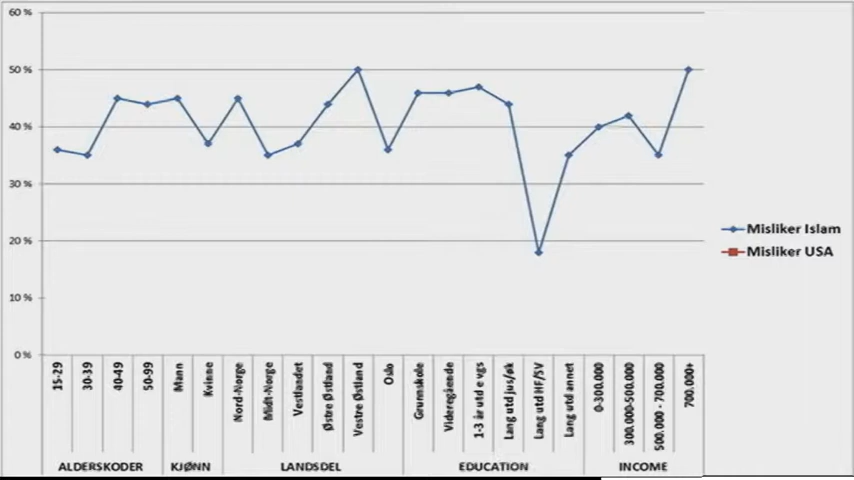 60 %
50 %
40 %
30 %
20 %
10 %
0 %
15-29
30-39
40-49
50-99
Mann
Kvinne
Nord-Norge
Midt-Norge
Vestlandet
Østre Østland
Vestre Østland
Oslo
Grunnskole
Videregående
1-3 år utd e vgs
Lang utd jus/øk
Lang utd HF/SV
Lang utd annet
0-300.000
300.000-500.000
500.000 - 700.000
700.000+
ALDERSKODER
KJØNN
LANDSDEL
EDUCATION
INCOME
Misliker Islam
Misliker USA